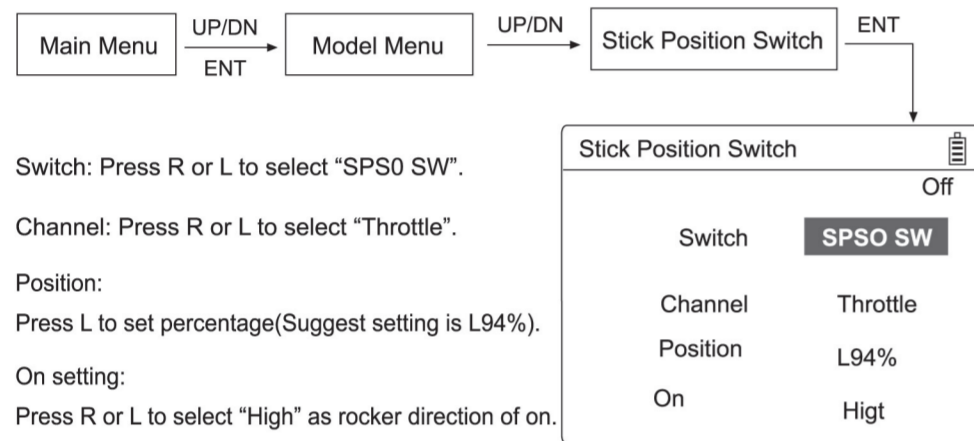 Main Menu
UP/DN
ENT
Model Menu
UP/DN
Stick Position Switch
ENT
Switch: Press R or L to select “SPS0 SW”.
Channel: Press R or L to select “Throttle”.
Position:
Press L to set percentage(Suggest setting is L94%).
On setting:
Press R or L to select “High” as rocker direction of on.
Stick Position Switch
Off
Switch SPSO SW
Channel Throttle
Position L94%
On Higt